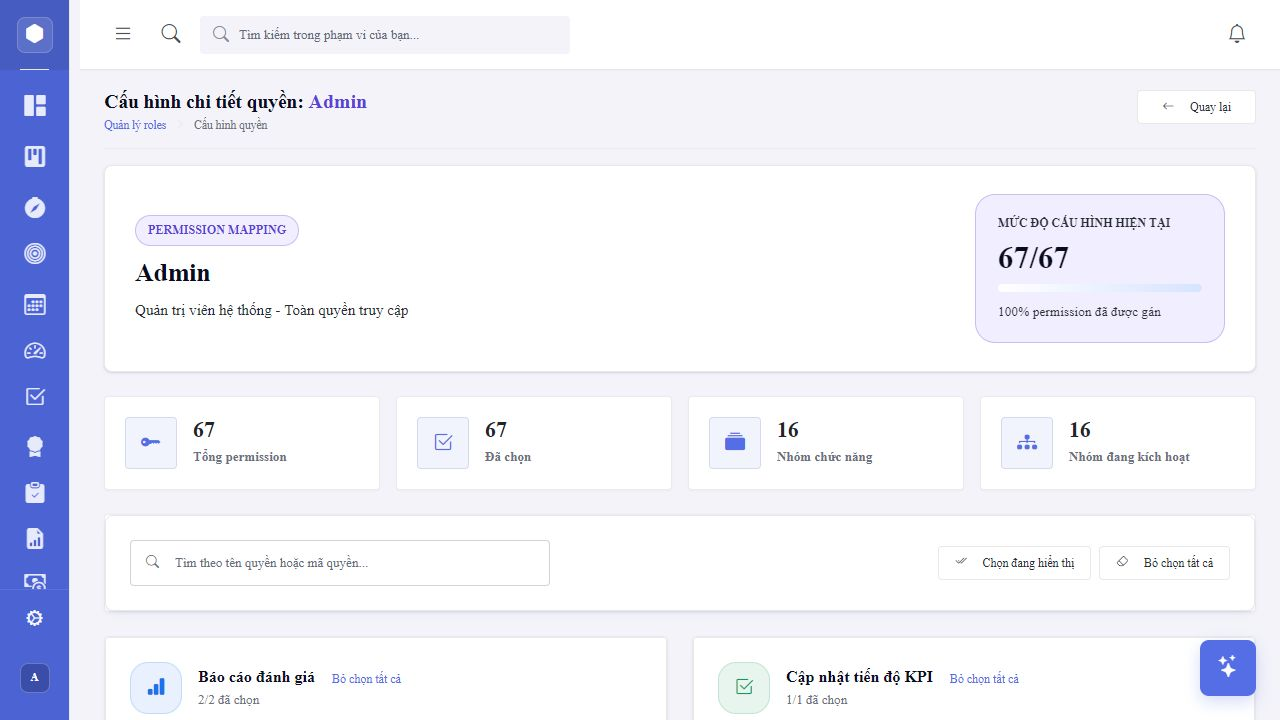 Tìm kiếm trong phạm vi của bạn...
Cấu hình chi tiết quyền: Admin
Quản lý roles
Cấu hình quyền
Quay lại
PERMISSION MAPPING
Admin
Quản trị viên hệ thống - Toàn quyền truy cập
MỨC ĐỘ CẤU HÌNH HIỆN TẠI
67/67
100% permission đã được gán
67
Tổng permission
67
Đã chọn
16
Nhóm chức năng
16
Nhóm đang kích hoạt
Tìm theo tên quyền hoặc mã quyền...
Chọn đang hiển thị
Bỏ chọn tất cả
Báo cáo đánh giá
Bỏ chọn tất cả
2/2 đã chọn
Cập nhật tiến độ KPI
Bỏ chọn tất cả
1/1 đã chọn
A